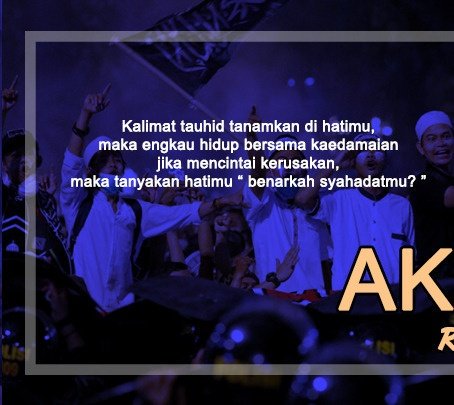 Kalimat tauhid tanamkan di hatimu,
maka engkau hidup bersama kaedamaian
jika mencintai kerusakan,
maka tanyakan hatimu “ benarkah syahadatmu? ”
AK
R